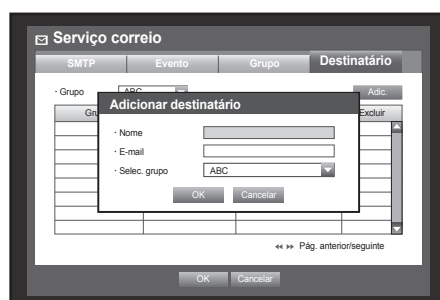 Serviço correio
SMTP Evento Grupo Destinatário
· Grupo ABC Adic.
Excluir
Adicionar destinatário
· Nome
· E-mail
· Selec. grupo ABC
OK Cancelar
Pág. anterior/seguinte
OK Cancelar